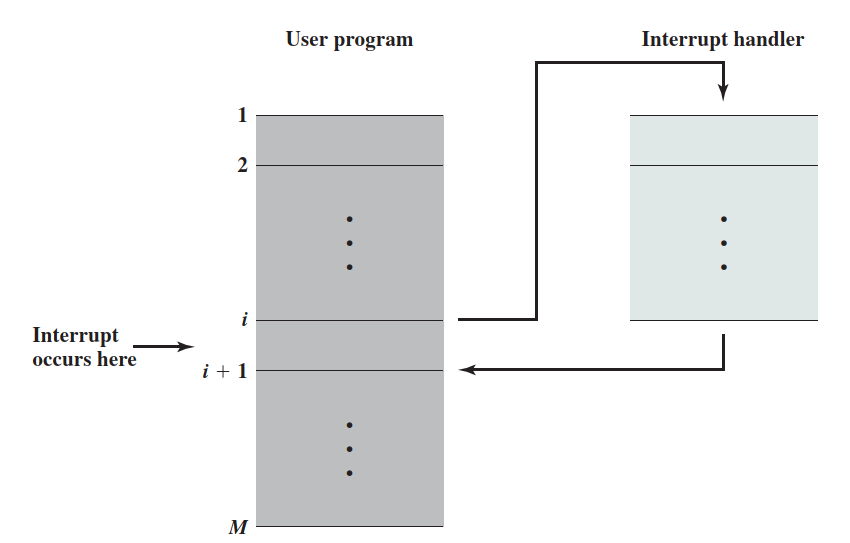 User program
Interrupt handler
1
2
i
Interrupt
occurs here
i + 1
M